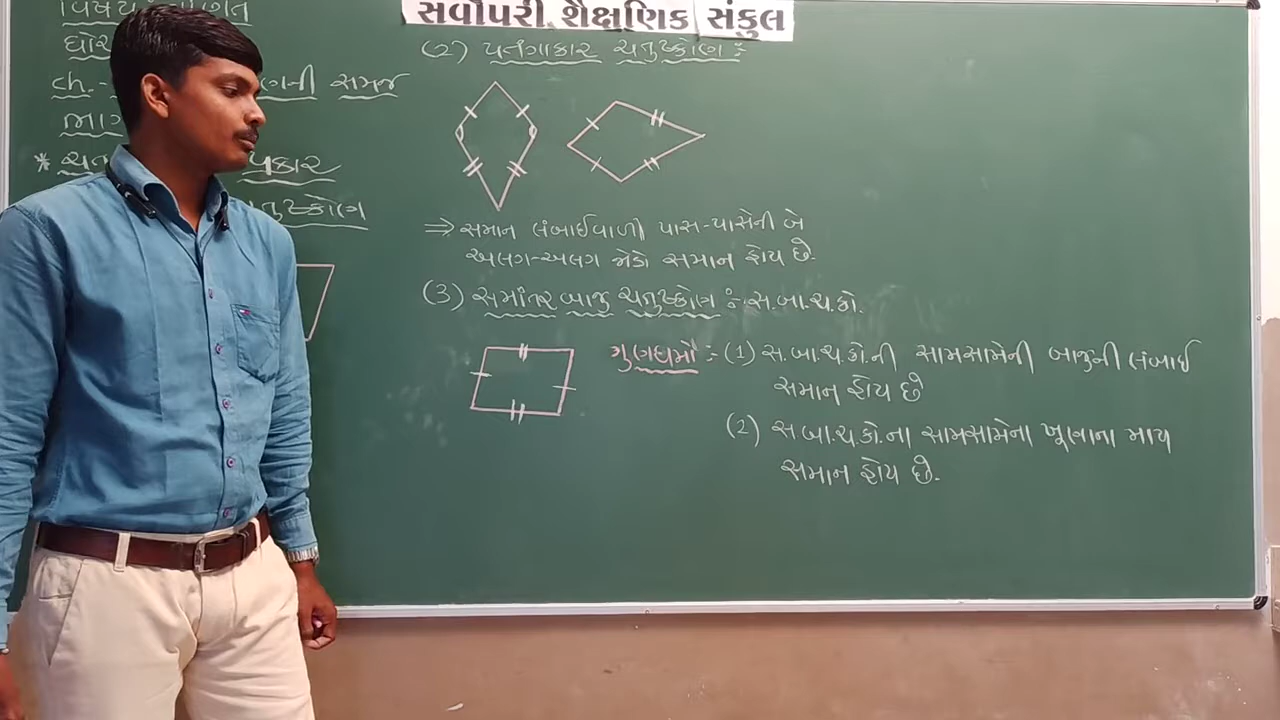 સર્વોપરી શૈક્ષણિક સંકુલ
વિષય
ધોર
ch.- સમજ
ભાગ
* પ્રકાર
(2) પતંગાકાર ચતુષ્કોણ :-
⇒ સમાન લંબાઈવાળી પાસ-પાસેની બે
અલગ-અલગ જોડો સમાન હોય છે.
(3) સમાંતર બાજુ ચતુષ્કોણ :- સ.બા.ચ.કો.
ગુણધર્મો :- (1) સ.બા.ચ.કો.ની સામસામેની બાજુની લંબાઈ
સમાન હોય છે
(2) સ.બા.ચ.કો.ના સામસામેના ખૂણાના માપ
સમાન હોય છે.